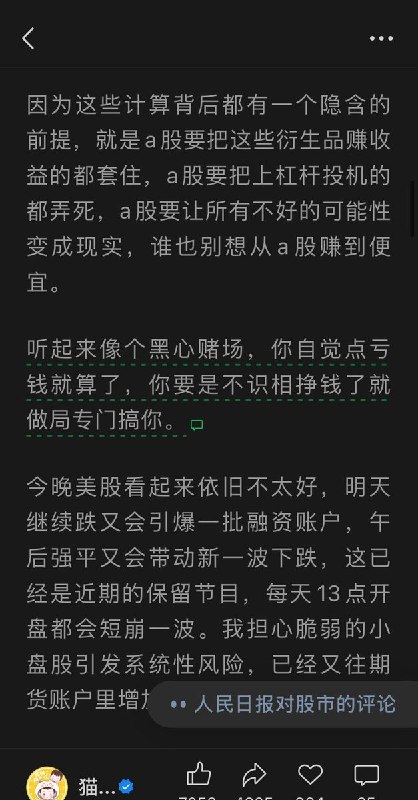 因为这些计算背后都有一个隐含的
前提，就是a股要把这些衍生品赚收
益的都套住，a股要把上杠杆投机的
都弄死，a股要让所有不好的可能性
变成现实，谁也别想从a股赚到便
宜。
听起来像个黑心赌场，你自觉点亏
钱就算了，你要是不识相挣钱了就
做局专门搞你。
今晚美股看起来依旧不太好，明天
继续跌又会引爆一批融资账户，午
后强平又会带动新一波下跌，这已
经是近期的保留节目，每天13点开
盘都会短崩一波。我担心脆弱的小
盘股引发系统性风险，已经又往期
货账户里增
人民日报对股市的评论
猫...